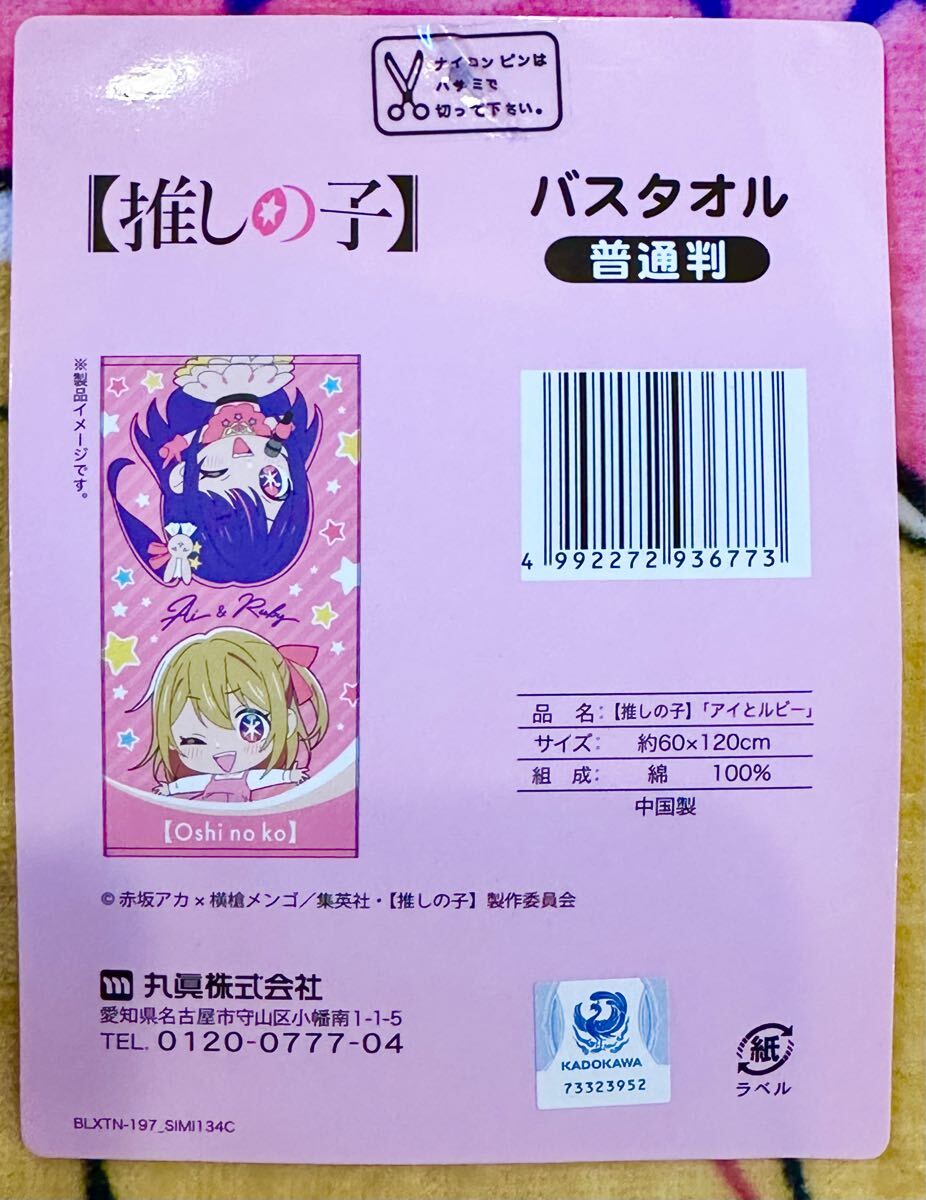 ナイロンピンは
ハサミで
切って下さい。
【推しの子】
バスタオル
普通判
※製品イメージです。
Ai & Ruby
【Oshi no ko】
4 992272 936773
品 名：【推しの子】「アイとルビー」
サイズ： 約60×120cm
組 成： 綿 100%
中国製
© 赤坂アカ×横槍メンゴ／集英社・【推しの子】製作委員会
丸眞株式会社
愛知県名古屋市守山区小幡南1-1-5
TEL. 0120-0777-04
KADOKAWA
73323952
紙
ラベル
BLXTN-197_SIMI134C